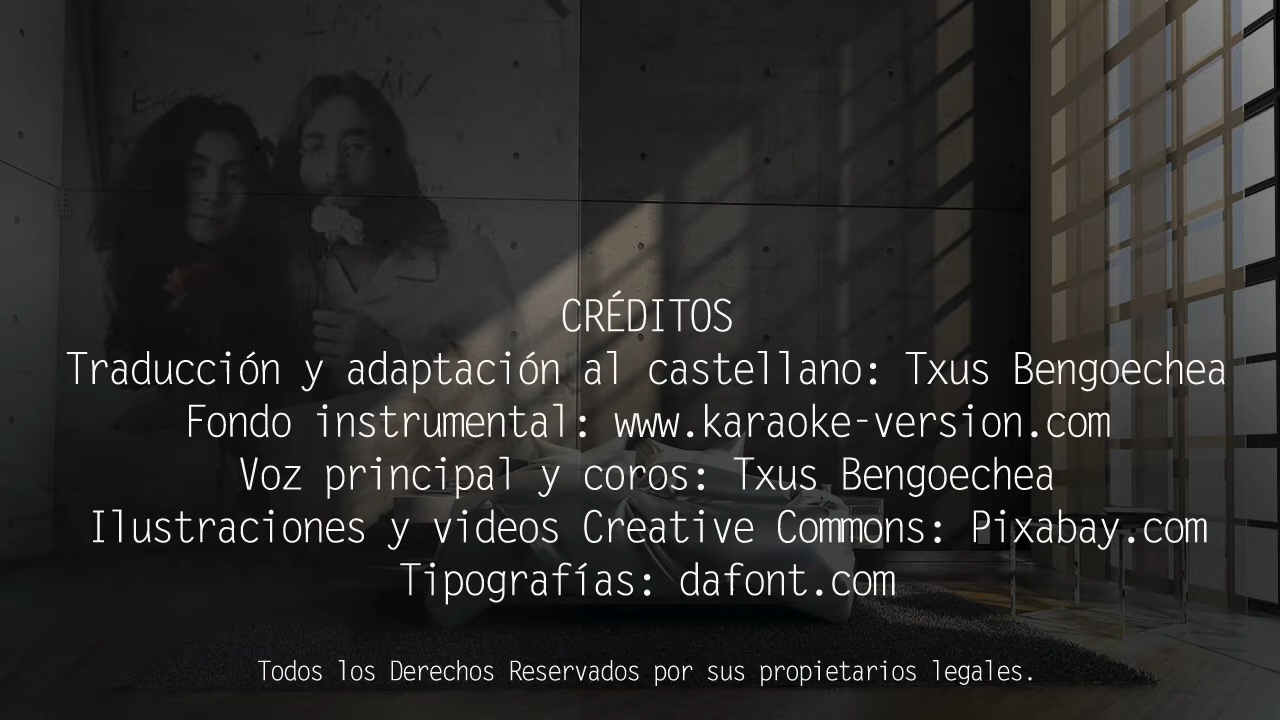 CRÉDITOS
Traducción y adaptación al castellano: Txus Bengoechea
Fondo instrumental: www.karaoke-version.com
Voz principal y coros: Txus Bengoechea
Ilustraciones y videos Creative Commons: Pixabay.com
Tipografías: dafont.com
Todos los Derechos Reservados por sus propietarios legales.